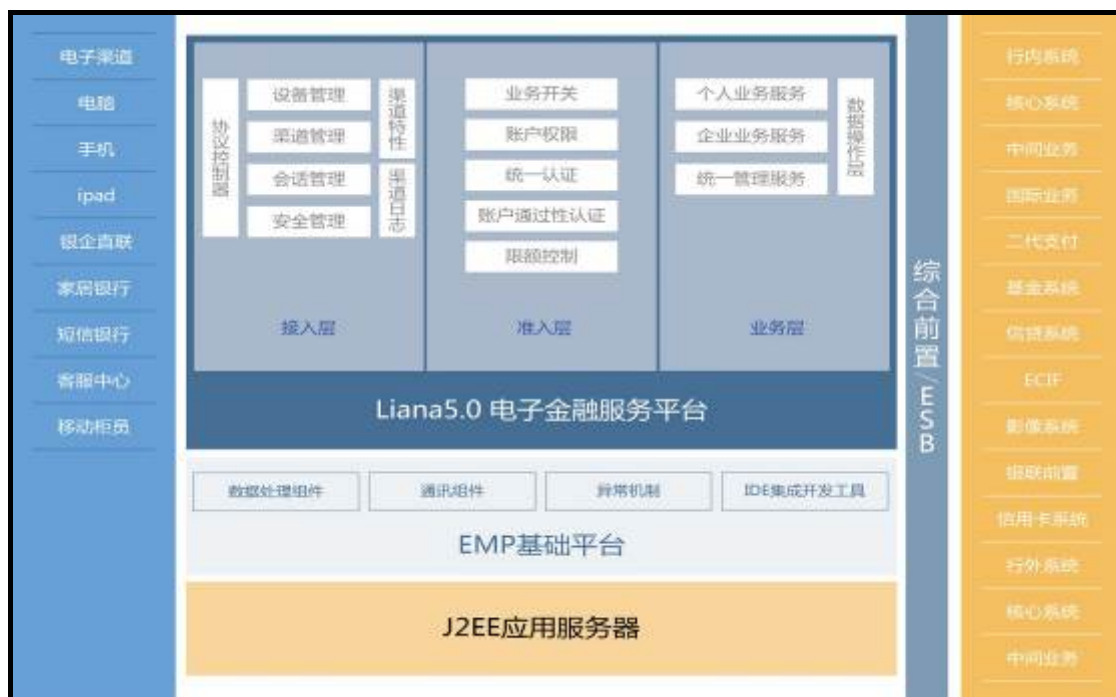 电子渠道
电脑
手机
ipad
银企直联
家居银行
短信银行
客服中心
移动柜员
协议控制器
设备管理
渠道管理
会话管理
安全管理
渠道特性
渠道日志
接入层
业务开关
账户权限
统一认证
账户通过性认证
限额控制
准入层
个人业务服务
企业业务服务
统一管理服务
数据操作层
业务层
Liana5.0 电子金融服务平台
数据处理组件
通讯组件
异常机制
IDE集成开发工具
EMP基础平台
J2EE应用服务器
综合前置/ESB
行内系统
核心系统
中间业务
国际业务
二代支付
基金系统
信贷系统
ECIF
影像系统
银联前置
信用卡系统
行外系统
核心系统
中间业务